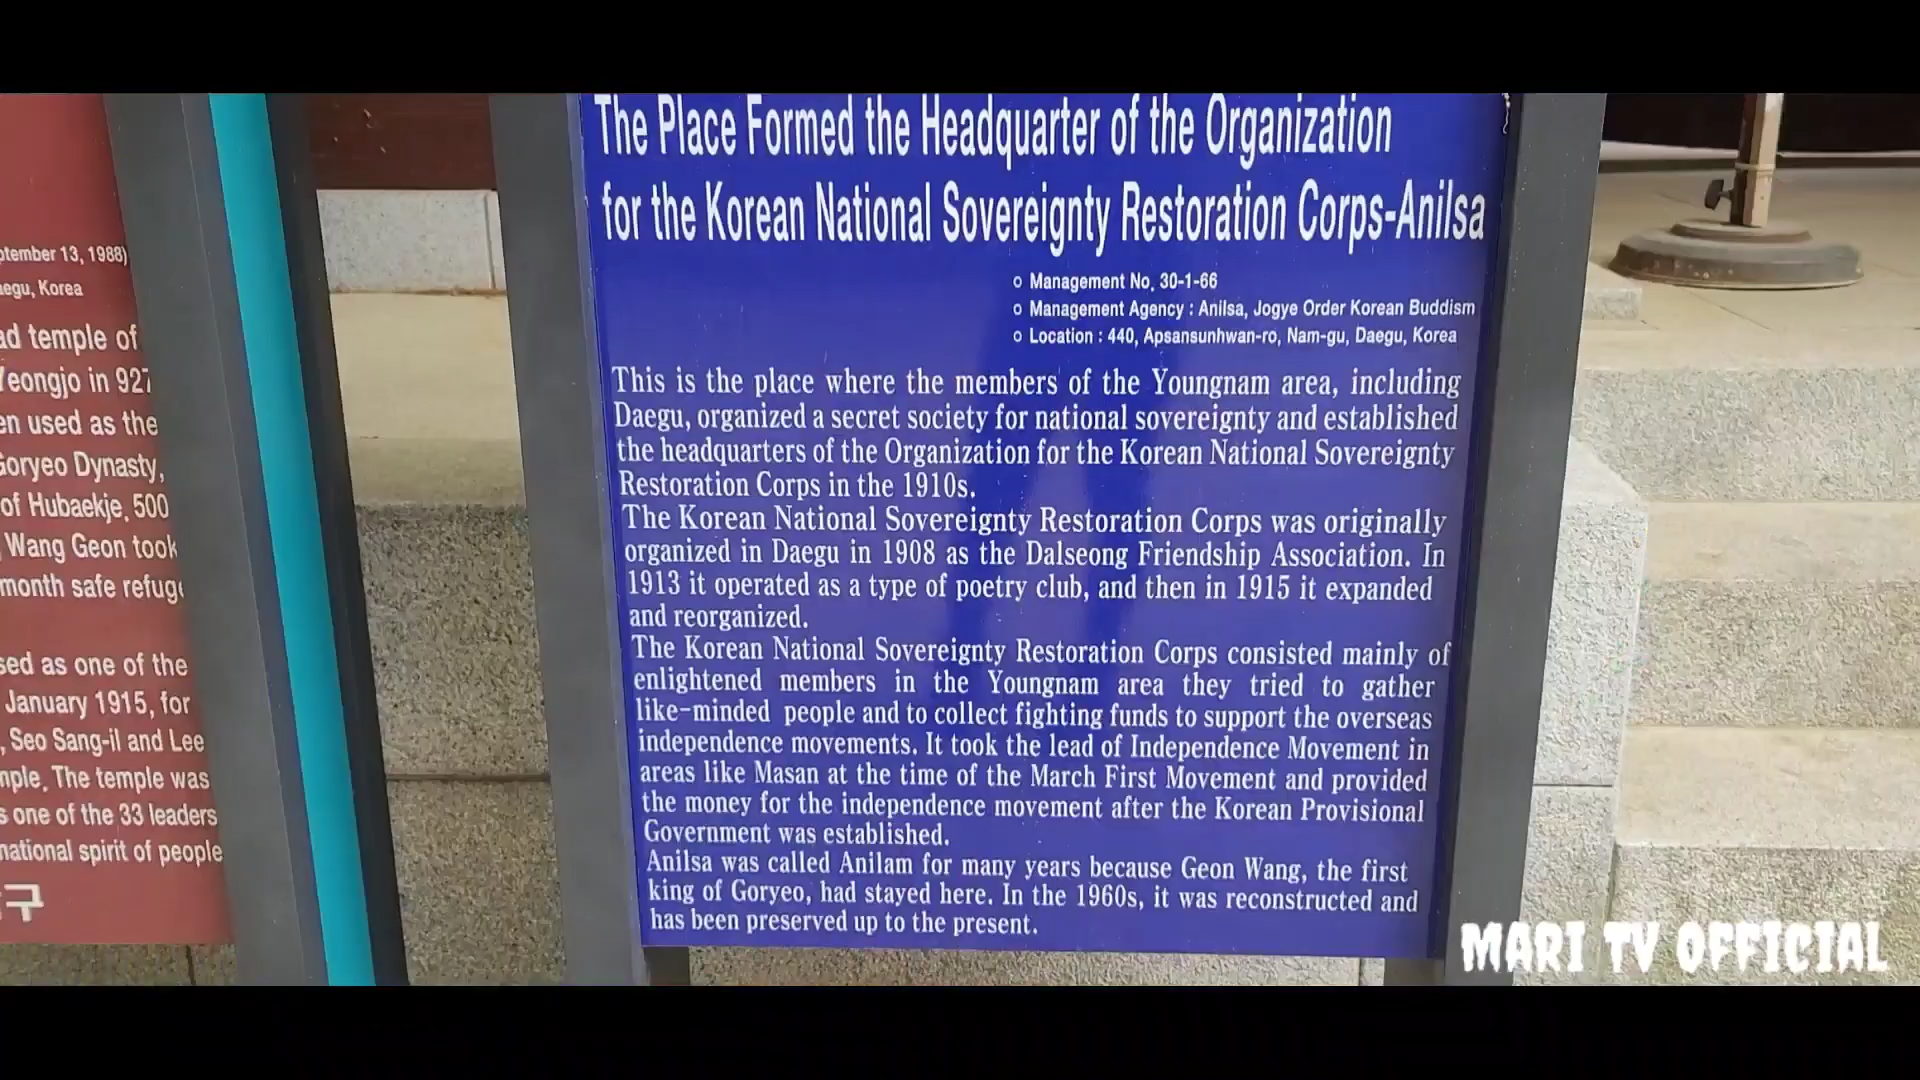 ptember 13, 1988)
aegu, Korea
ad temple of
Yeongjo in 927
en used as the
Goryeo Dynasty,
of Hubaekje, 500
Wang Geon took
month safe refuge
sed as one of the
January 1915, for
, Seo Sang-il and Lee
mple. The temple was
s one of the 33 leaders
national spirit of people
구
The Place Formed the Headquarter of the Organization
for the Korean National Sovereignty Restoration Corps-Anilsa
○ Management No, 30-1-66
○ Management Agency : Anilsa, Jogye Order Korean Buddism
○ Location : 440, Apsansunhwan-ro, Nam-gu, Daegu, Korea
This is the place where the members of the Youngnam area, including
Daegu, organized a secret society for national sovereignty and established
the headquarters of the Organization for the Korean National Sovereignty
Restoration Corps in the 1910s.
The Korean National Sovereignty Restoration Corps was originally
organized in Daegu in 1908 as the Dalseong Friendship Association. In
1913 it operated as a type of poetry club, and then in 1915 it expanded
and reorganized.
The Korean National Sovereignty Restoration Corps consisted mainly of
enlightened members in the Youngnam area they tried to gather
like-minded people and to collect fighting funds to support the overseas
independence movements. It took the lead of Independence Movement in
areas like Masan at the time of the March First Movement and provided
the money for the independence movement after the Korean Provisional
Government was established.
Anilsa was called Anilam for many years because Geon Wang, the first
king of Goryeo, had stayed here. In the 1960s, it was reconstructed and
has been preserved up to the present.
MARI TV OFFICIAL